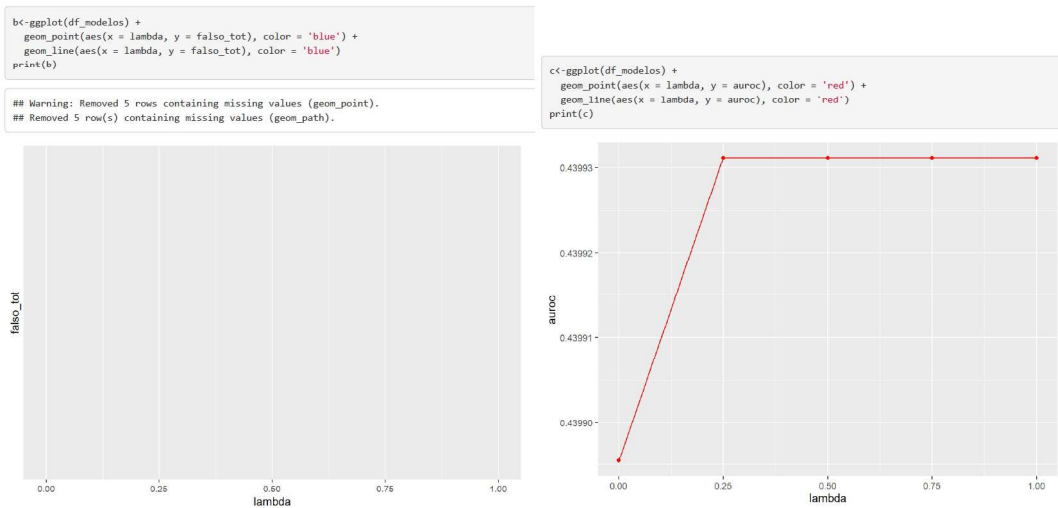 b<-ggplot(df_modelos) +
geom_point(aes(x = lambda, y = falso_tot), color = 'blue') +
geom_line(aes(x = lambda, y = falso_tot), color = 'blue')
print(b)
## Warning: Removed 5 rows containing missing values (geom_point).
## Removed 5 row(s) containing missing values (geom_path).
falso_tot
0.00 0.25 0.50 0.75 1.00
lambda
c<-ggplot(df_modelos) +
geom_point(aes(x = lambda, y = auroc), color = 'red') +
geom_line(aes(x = lambda, y = auroc), color = 'red')
print(c)
0.43993
0.43992
0.43991
0.43990
auroc
0.00 0.25 0.50 0.75 1.00
lambda